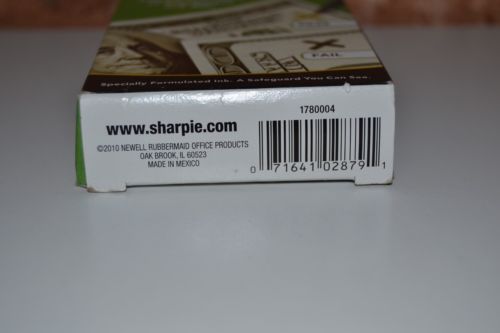 FAIL
Specially Formulated Ink. A Safeguard You Can See.
1780004
www.sharpie.com
©2010 NEWELL RUBBERMAID OFFICE PRODUCTS
OAK BROOK, IL 60523
MADE IN MEXICO
0 71641 02879 1